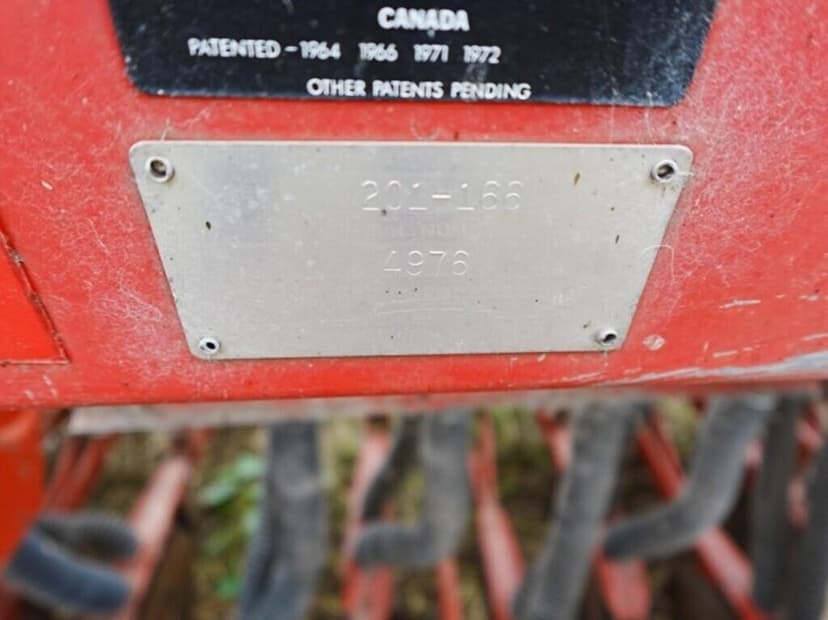 CANADA
PATENTED - 1964 1966 1971 1972
OTHER PATENTS PENDING
201-166
4976